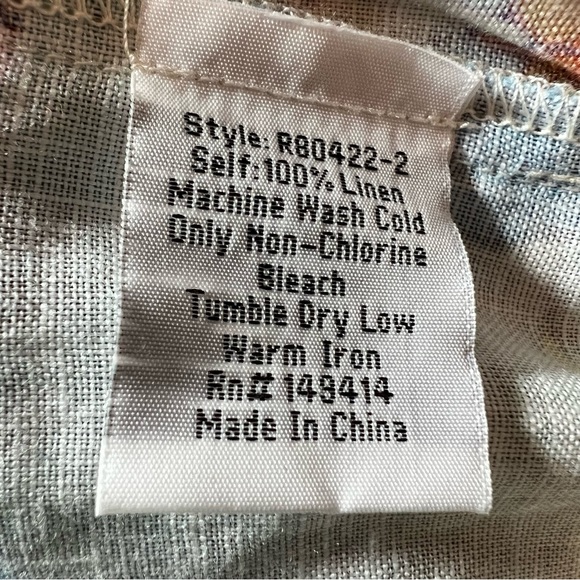 Style: R80422-2
Self:100% Linen
Machine Wash Cold
Only Non-Chlorine
Bleach
Tumble Dry Low
Warm Iron
Rn# 149414
Made In China